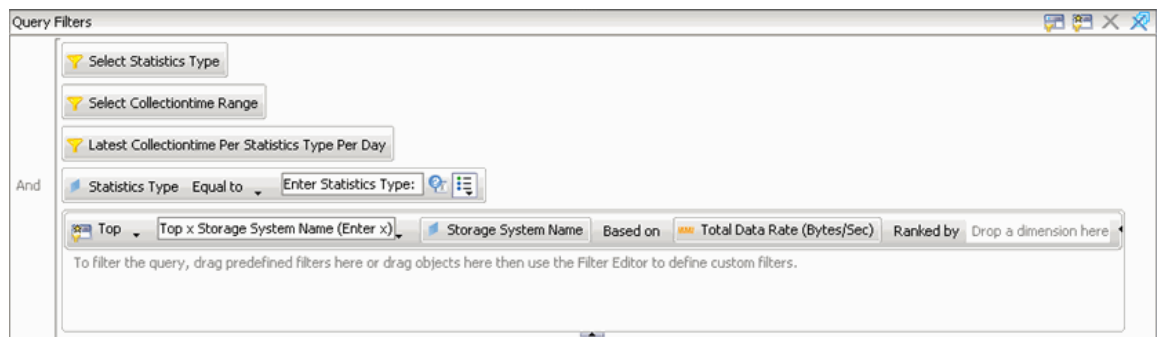 Query Filters
Select Statistics Type
Select Collectiontime Range
Latest Collectiontime Per Statistics Type Per Day
And
Statistics Type Equal to Enter Statistics Type:
Top Top x Storage System Name (Enter x) Storage System Name Based on Total Data Rate (Bytes/Sec) Ranked by Drop a dimension here
To filter the query, drag predefined filters here or drag objects here then use the Filter Editor to define custom filters.